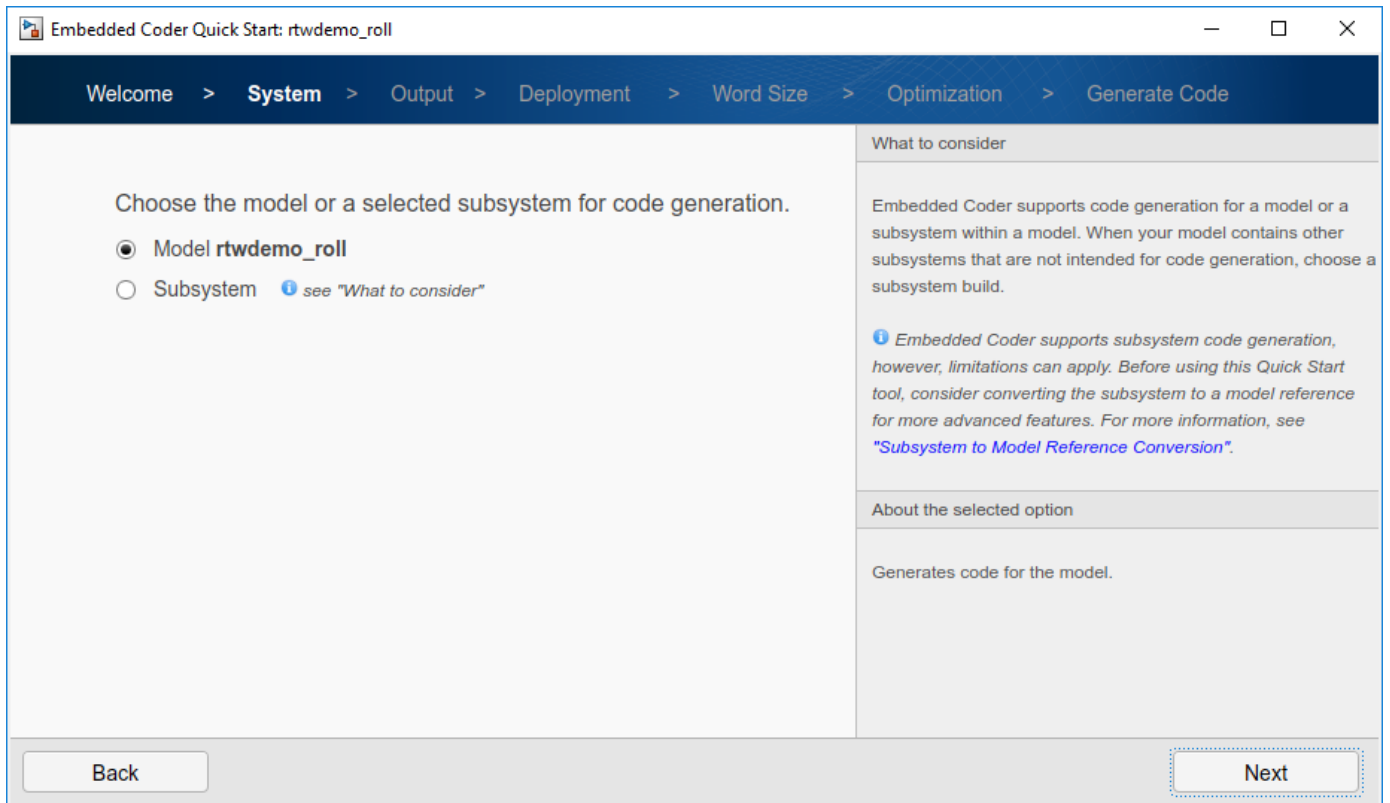 Embedded Coder Quick Start: rtwdemo_roll
Welcome > System > Output > Deployment > Word Size > Optimization > Generate Code
Choose the model or a selected subsystem for code generation.
Model rtwdemo_roll
Subsystem see "What to consider"
What to consider
Embedded Coder supports code generation for a model or a
subsystem within a model. When your model contains other
subsystems that are not intended for code generation, choose a
subsystem build.
Embedded Coder supports subsystem code generation,
however, limitations can apply. Before using this Quick Start
tool, consider converting the subsystem to a model reference
for more advanced features. For more information, see
"Subsystem to Model Reference Conversion".
About the selected option
Generates code for the model.
Back
Next